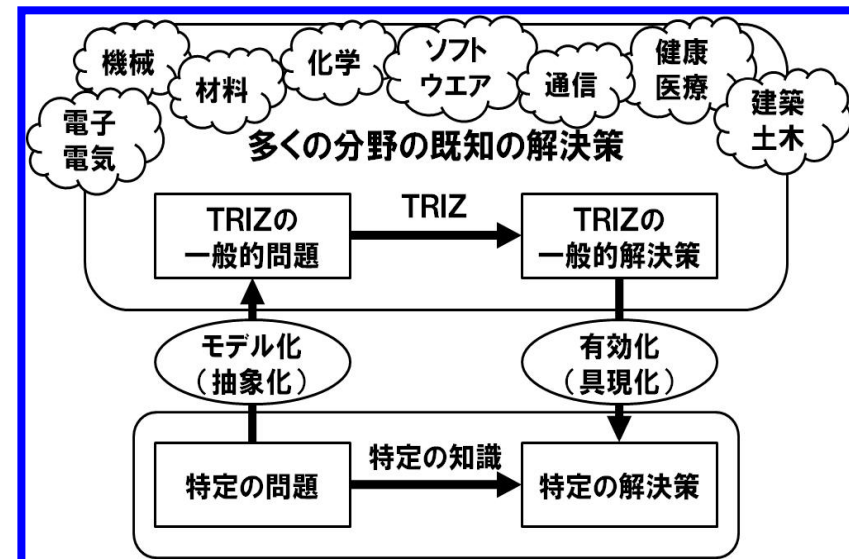 機械
材料
化学
ソフト
ウエア
通信
健康
医療
建築
土木
電子
電気
多くの分野の既知の解決策
TRIZの
一般的問題
TRIZ
TRIZの
一般的解決策
モデル化
(抽象化)
有効化
(具現化)
特定の問題
特定の知識
特定の解決策